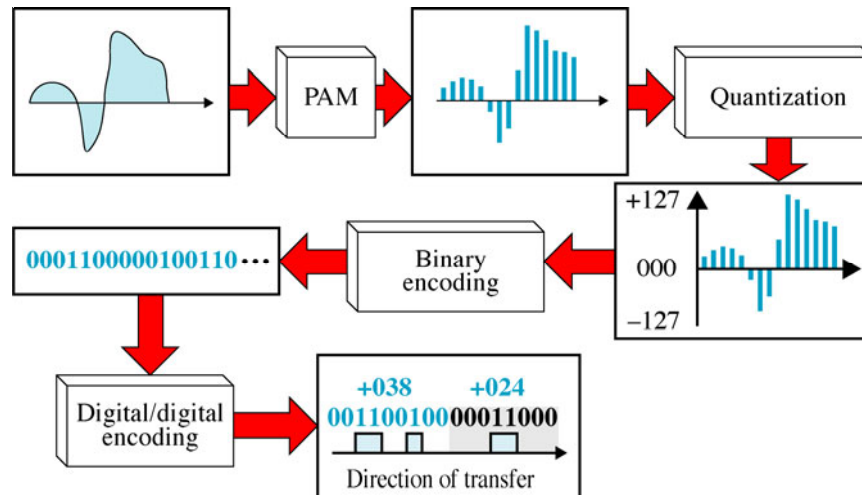 PAM
Quantization
+127
000
−127
Binary
encoding
0001100000100110 ...
Digital/digital
encoding
+038 +024
00110010000011000
Direction of transfer